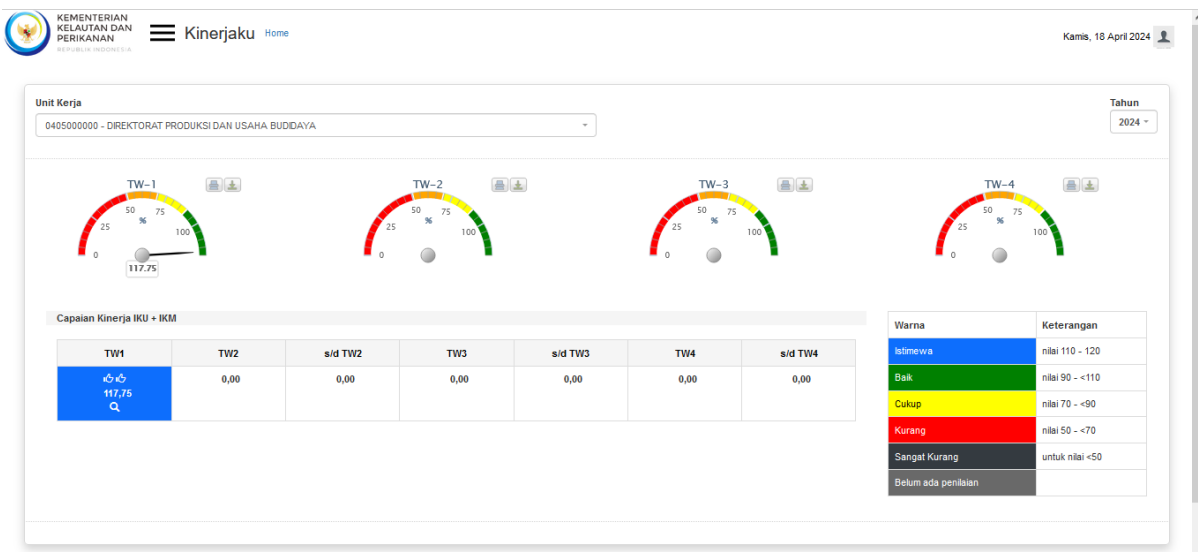 KEMENTERIAN
KELAUTAN DAN
PERIKANAN
REPUBLIK INDONESIA
Kinerjaku Home
Kamis, 18 April 2024
Unit Kerja
Tahun
0405000000 - DIREKTORAT PRODUKSI DAN USAHA BUDIDAYA
2024
TW-1
0 25 50 75 100
%
117.75
TW-2
0 25 50 75 100
%
TW-3
0 25 50 75 100
%
TW-4
0 25 50 75 100
%
Capaian Kinerja IKU + IKM
TW1 TW2 s/d TW2 TW3 s/d TW3 TW4 s/d TW4
117,75 0,00 0,00 0,00 0,00 0,00 0,00
Warna Keterangan
Istimewa nilai 110 - 120
Baik nilai 90 - <110
Cukup nilai 70 - <90
Kurang nilai 50 - <70
Sangat Kurang untuk nilai <50
Belum ada penilaian